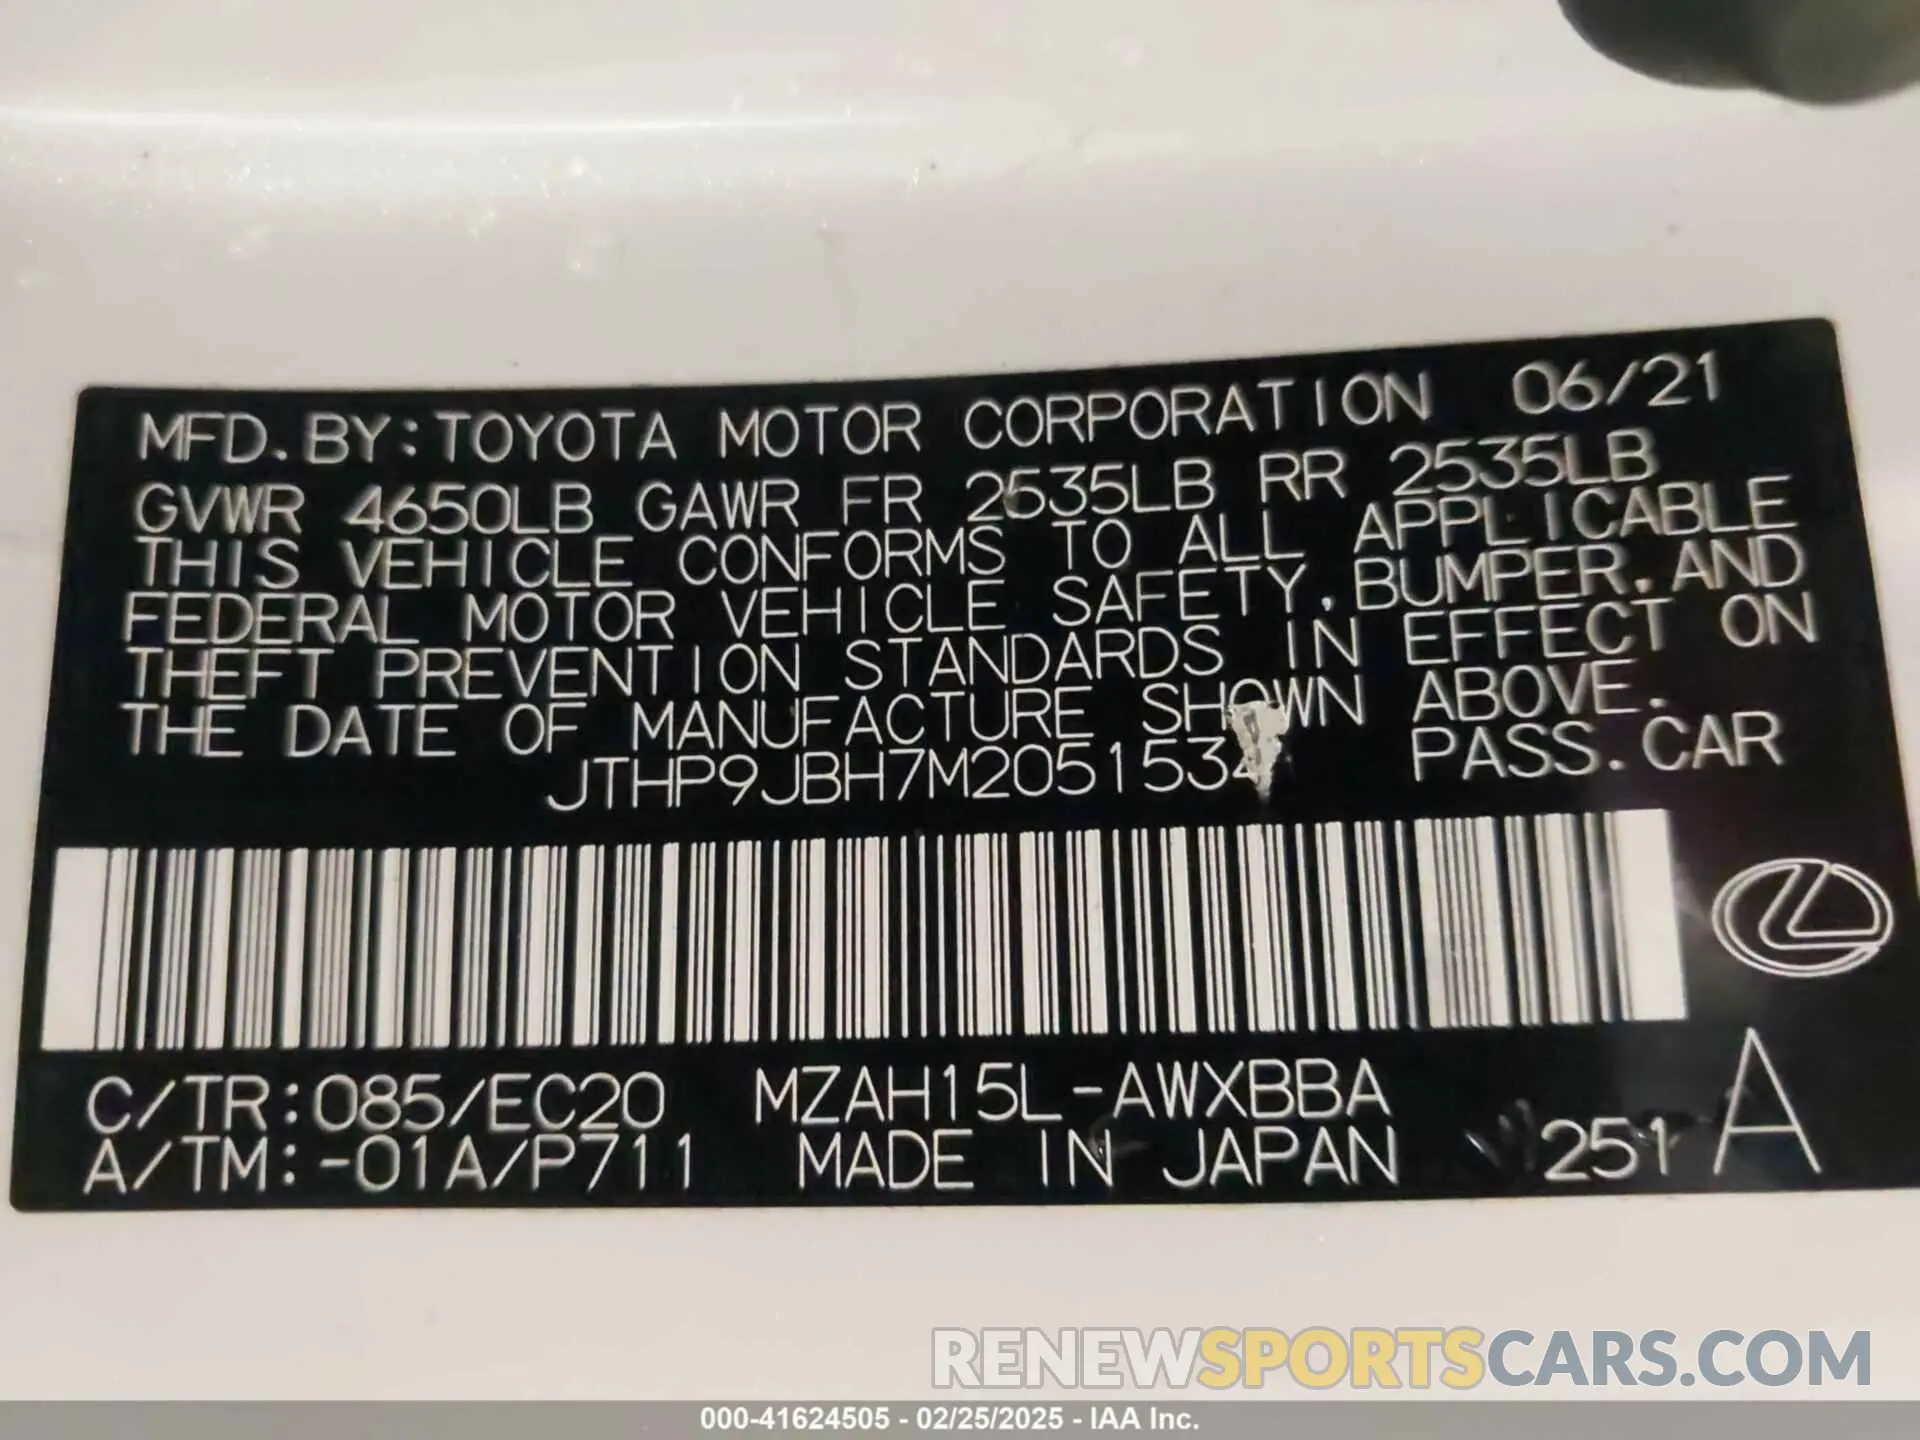 MFD. BY: TOYOTA MOTOR CORPORATION 06/21
GVWR 4650LB GAWR FR 2535LB RR 2535LB
THIS VEHICLE CONFORMS TO ALL APPLICABLE
FEDERAL MOTOR VEHICLE SAFETY, BUMPER, AND
THEFT PREVENTION STANDARDS IN EFFECT ON
THE DATE OF MANUFACTURE SHOWN ABOVE.
JTHP9JBH7M2051534 PASS. CAR
C/TR:085/EC20 MZAH15L-AWXBBA
A/TM:-01A/P711 MADE IN JAPAN 251 A
RENEWSPORTSCARS.COM
000-41624505 - 02/25/2025 - IAA Inc.